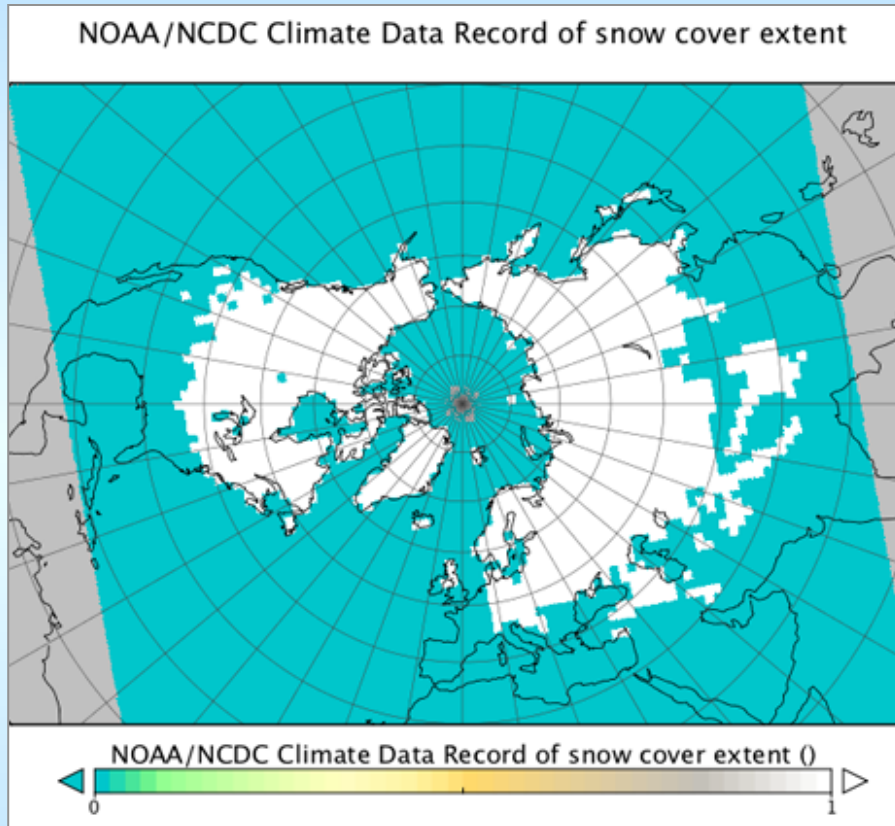 NOAA/NCDC Climate Data Record of snow cover extent
NOAA/NCDC Climate Data Record of snow cover extent ()
0 1